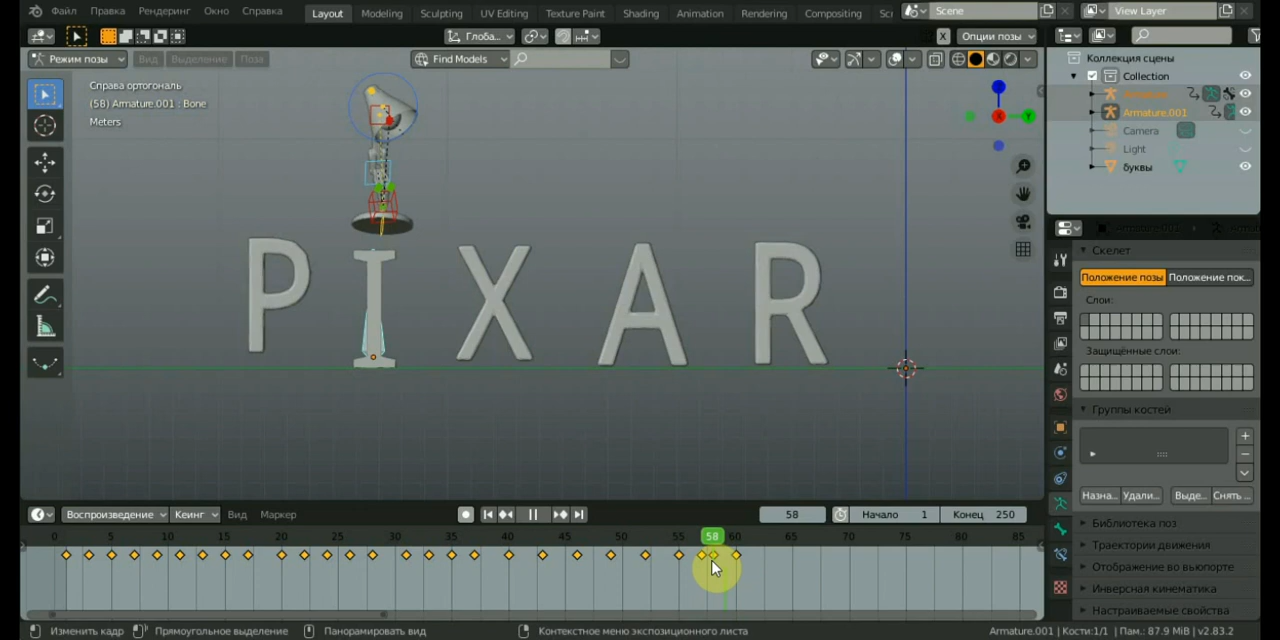 Файл Правка Рендеринг Окно Справка Layout Modeling Sculpting UV Editing Texture Paint Shading Animation Rendering Compositing Scene View Layer
Глоба... X Опции позы
Режим позы Вид Выделение Поза Find Models
Справа ортогональ
(58) Armature.001 : Bone
Meters
Коллекция сцены
Collection
Armature
Armature.001
Camera
Light
буквы
P I X A R
Armature.001
Скелет
Положение позы Положение пок...
Слои:
Защищённые слои:
Группы костей
Назна... Удали... Выде... Снять ...
Библиотека поз
Траектории движения
Отображение во вьюпорте
Инверсная кинематика
Настраиваемые свойства
Воспроизведение Кеинг Вид Маркер 58 Начало 1 Конец 250
0 5 10 15 20 25 30 35 40 45 50 55 58 60 65 70 75 80 85
Изменить кадр Прямоугольное выделение Панорамировать вид Контекстное меню экспозиционного листа Armature.001 | Кости:1/1 | Пам.: 87.9 MiB | v2.83.2